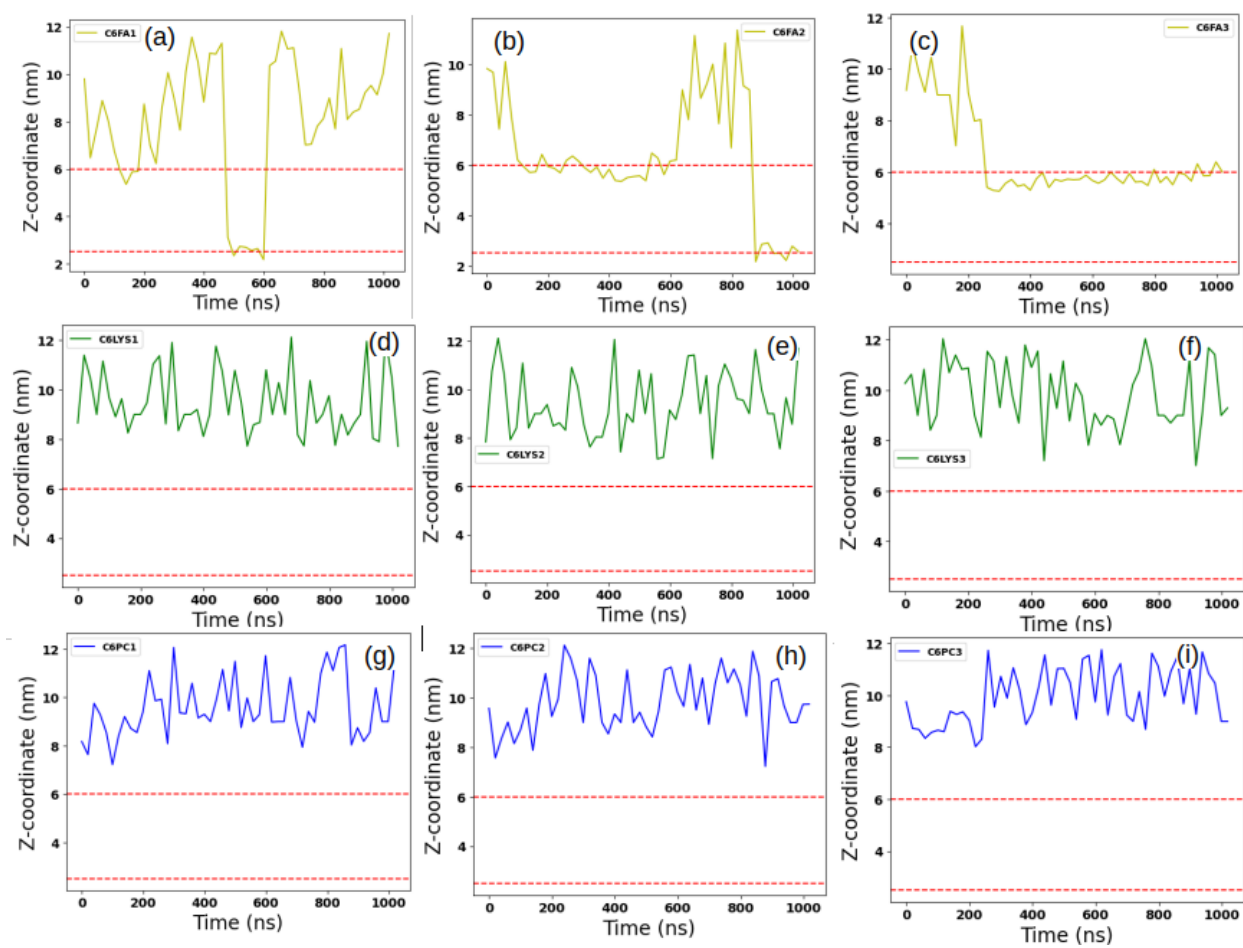 C6FA1
(a)
12
10
8
6
4
2
Z-coordinate (nm)
0 200 400 600 800 1000
Time (ns)
C6FA2
(b)
10
8
6
4
2
Z-coordinate (nm)
0 200 400 600 800 1000
Time (ns)
C6FA3
(c)
12
10
8
6
4
Z-coordinate (nm)
0 200 400 600 800 1000
Time (ns)
C6LYS1
(d)
12
10
8
6
4
Z-coordinate (nm)
0 200 400 600 800 1000
Time (ns)
C6LYS2
(e)
12
10
8
6
4
Z-coordinate (nm)
0 200 400 600 800 1000
Time (ns)
C6LYS3
(f)
12
10
8
6
4
Z-coordinate (nm)
0 200 400 600 800 1000
Time (ns)
C6PC1
(g)
12
10
8
6
4
Z-coordinate (nm)
0 200 400 600 800 1000
Time (ns)
C6PC2
(h)
12
10
8
6
4
Z-coordinate (nm)
0 200 400 600 800 1000
Time (ns)
C6PC3
(i)
12
10
8
6
4
Z-coordinate (nm)
0 200 400 600 800 1000
Time (ns)